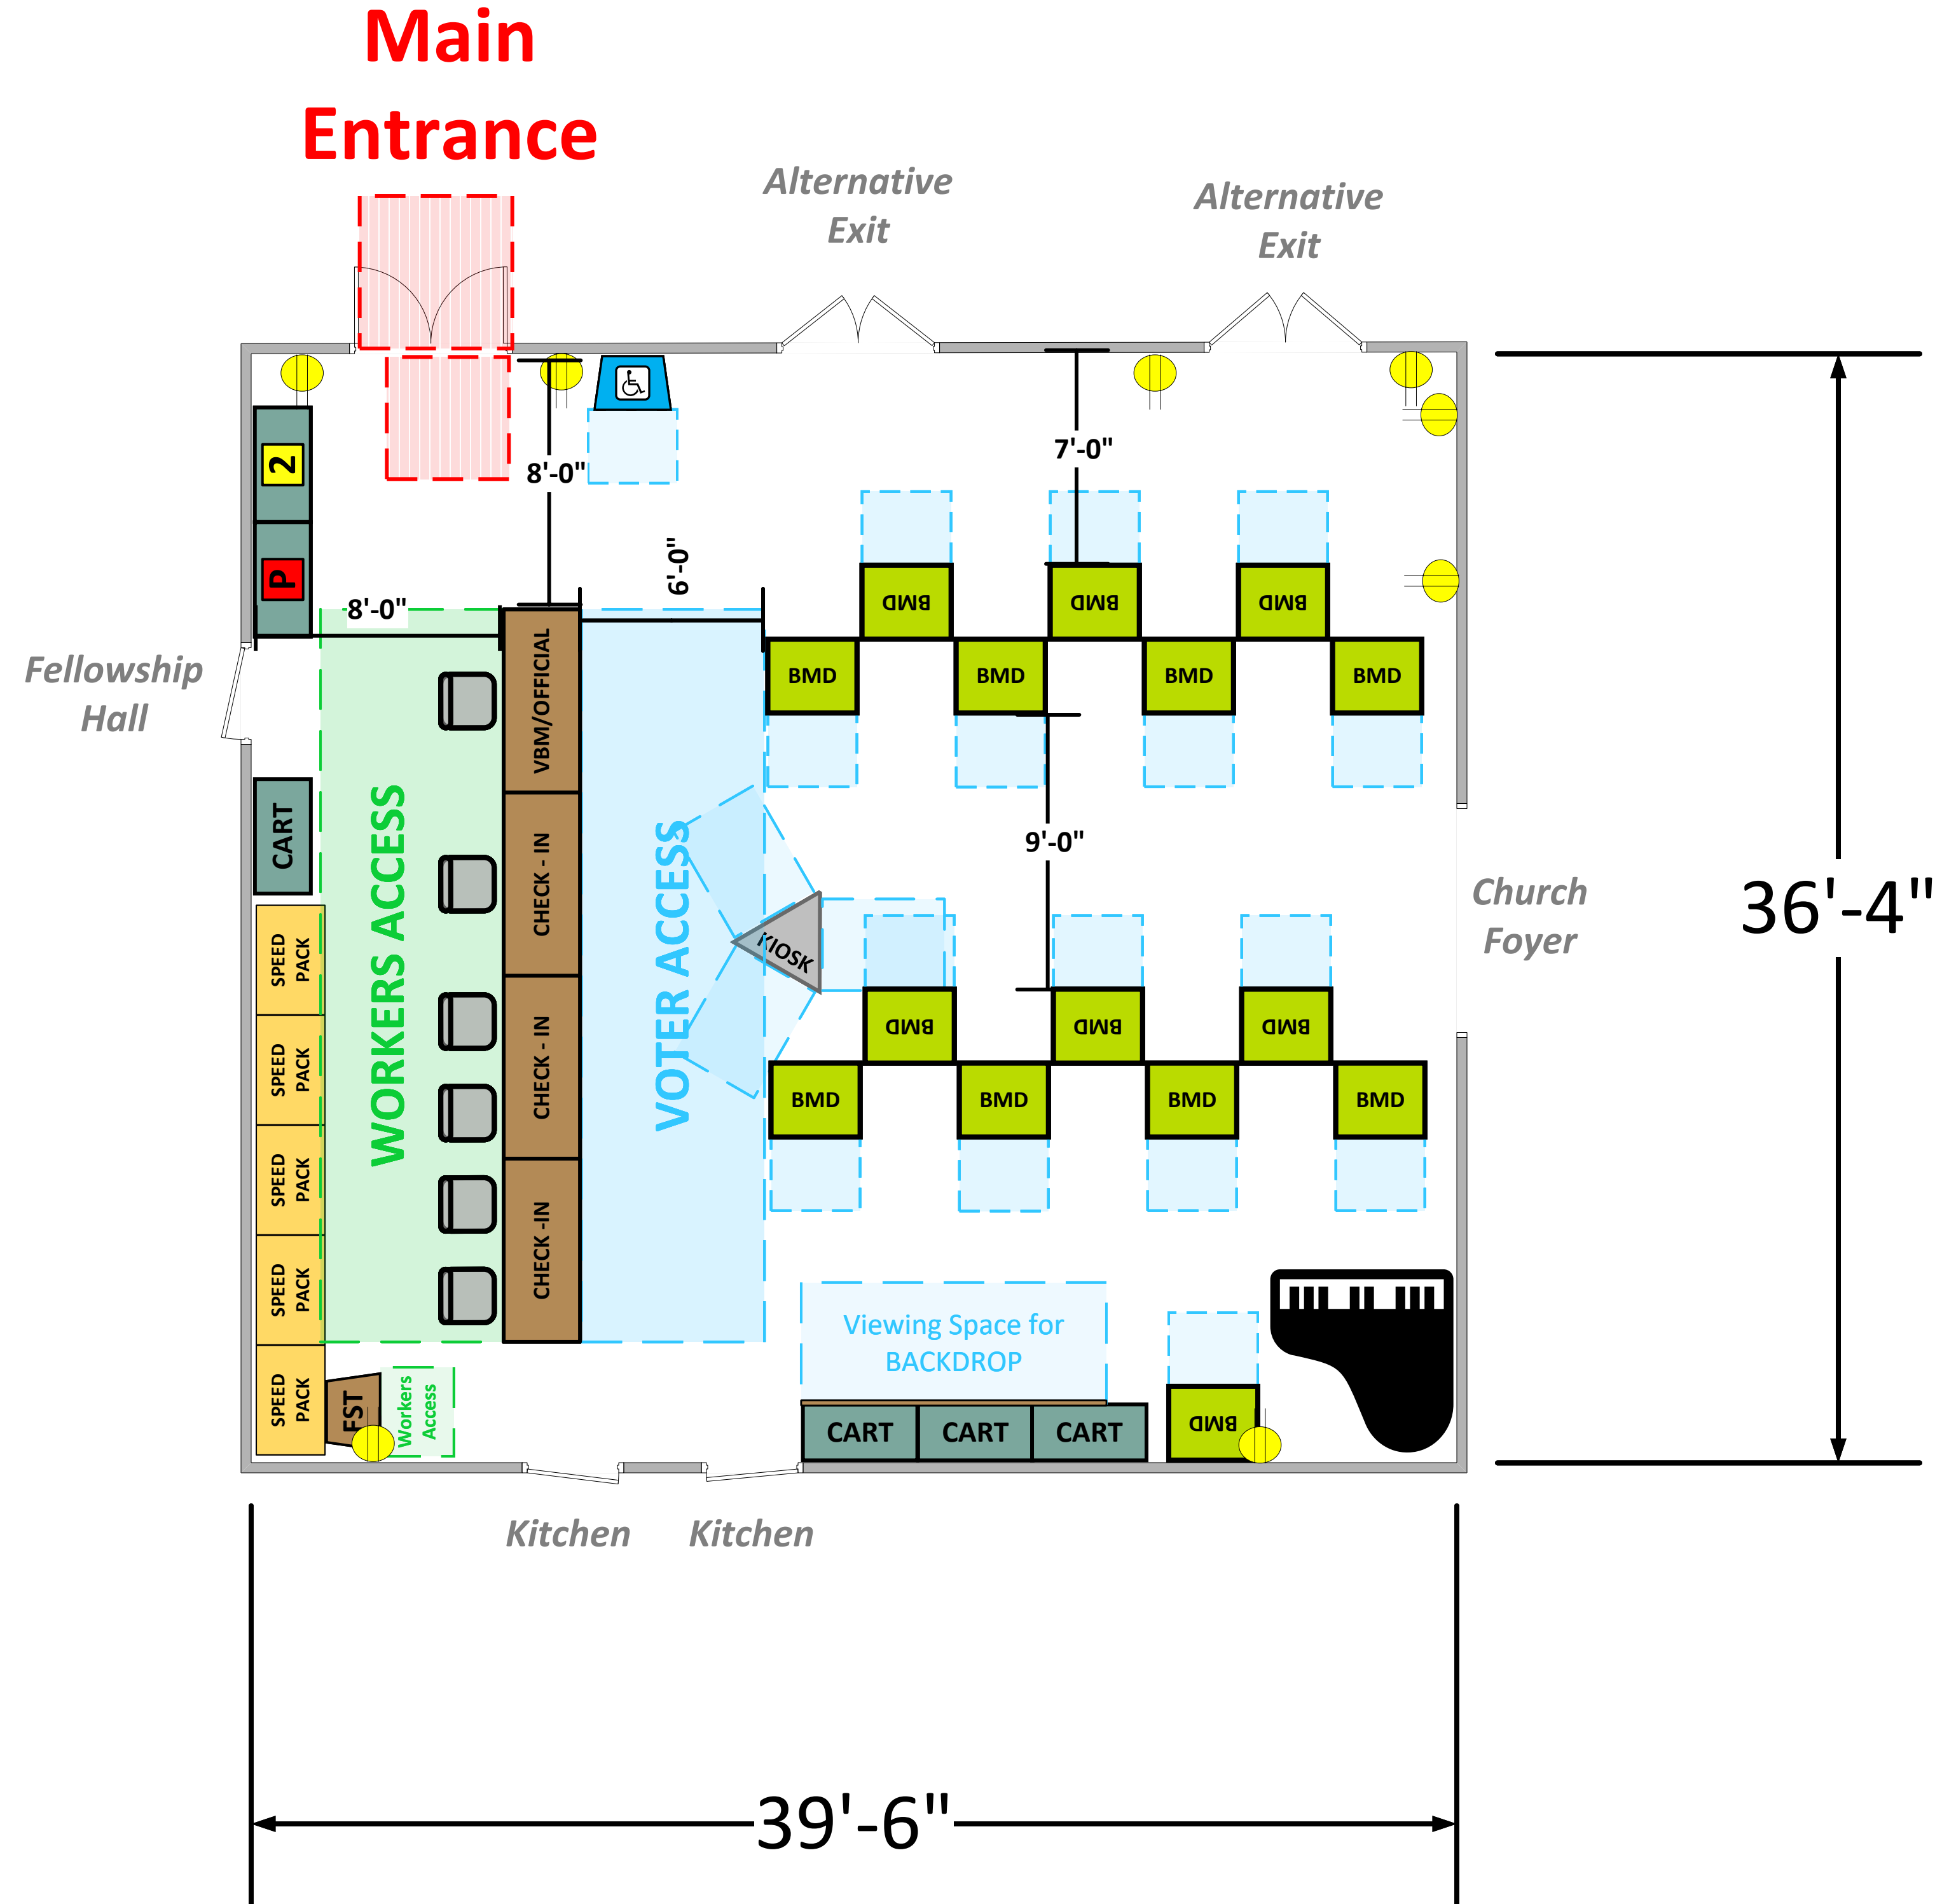 Main
Entrance
Alternative
Exit
Alternative
Exit
2
P
8'-0"
7'-0"
6'-0"
8'-0"
BMD
BMD
BMD
BMD
BMD
BMD
BMD
Fellowship
Hall
VBM/OFFICIAL
CART
WORKERS ACCESS
CHECK - IN
VOTER ACCESS
9'-0"
KIOSK
Church
Foyer
36'-4"
SPEED
PACK
SPEED
PACK
SPEED
PACK
SPEED
PACK
SPEED
PACK
CHECK - IN
CHECK -IN
BMD
BMD
BMD
BMD
BMD
BMD
BMD
Viewing Space for
BACKDROP
FST
Workers
Access
CART
CART
CART
BMD
Kitchen
Kitchen
39'-6"